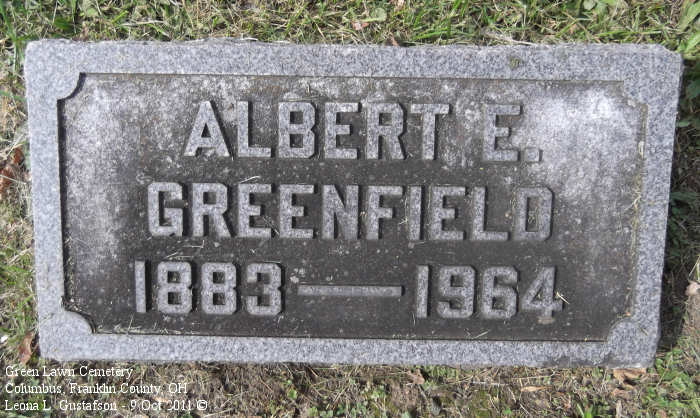 ALBERT E.
GREENFIELD
1883 — 1964
Green Lawn Cemetery
Columbus, Franklin County, OH
Leona L. Gustafson - 9 Oct 2011 ©